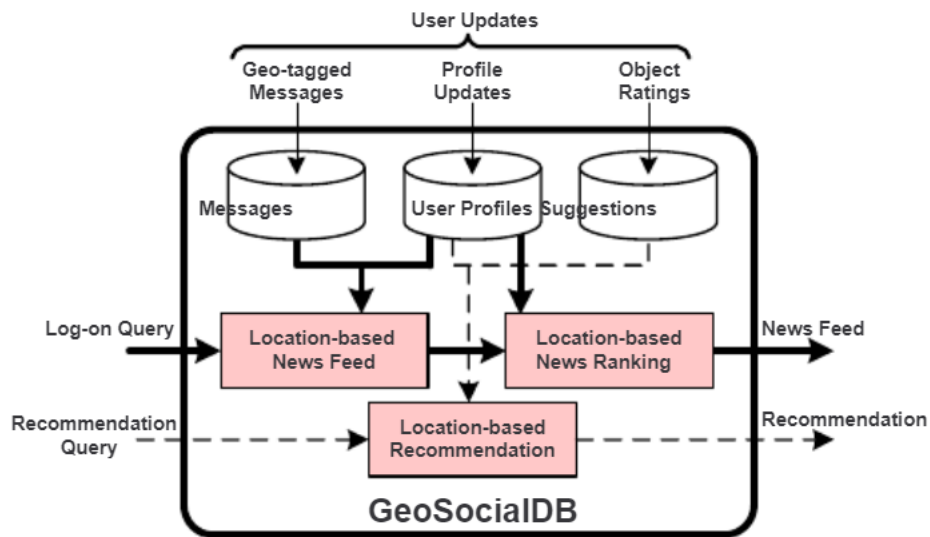 User Updates
Geo-tagged
Messages
Profile
Updates
Object
Ratings
Messages
User Profiles
Suggestions
Log-on Query
Location-based
News Feed
Location-based
News Ranking
News Feed
Recommendation
Query
Location-based
Recommendation
Recommendation
GeoSocialDB